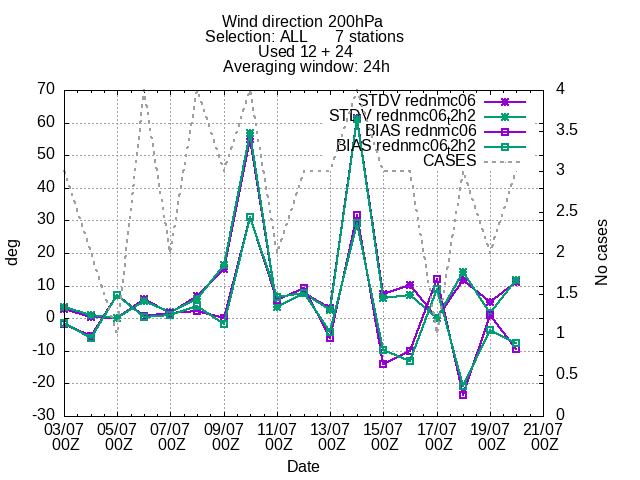 Wind direction 200hPa
Selection: ALL 7 stations
Used 12 + 24
Averaging window: 24h
STDV rednmc06
STDV rednmc06,2h2
BIAS rednmc06
BIAS rednmc06,2h2
CASES
70
60
50
40
30
20
10
0
-10
-20
-30
deg
4
3.5
3
2.5
2
1.5
1
0.5
0
No cases
03/07 05/07 07/07 09/07 11/07 13/07 15/07 17/07 19/07 21/07
00Z 00Z 00Z 00Z 00Z 00Z 00Z 00Z 00Z 00Z
Date